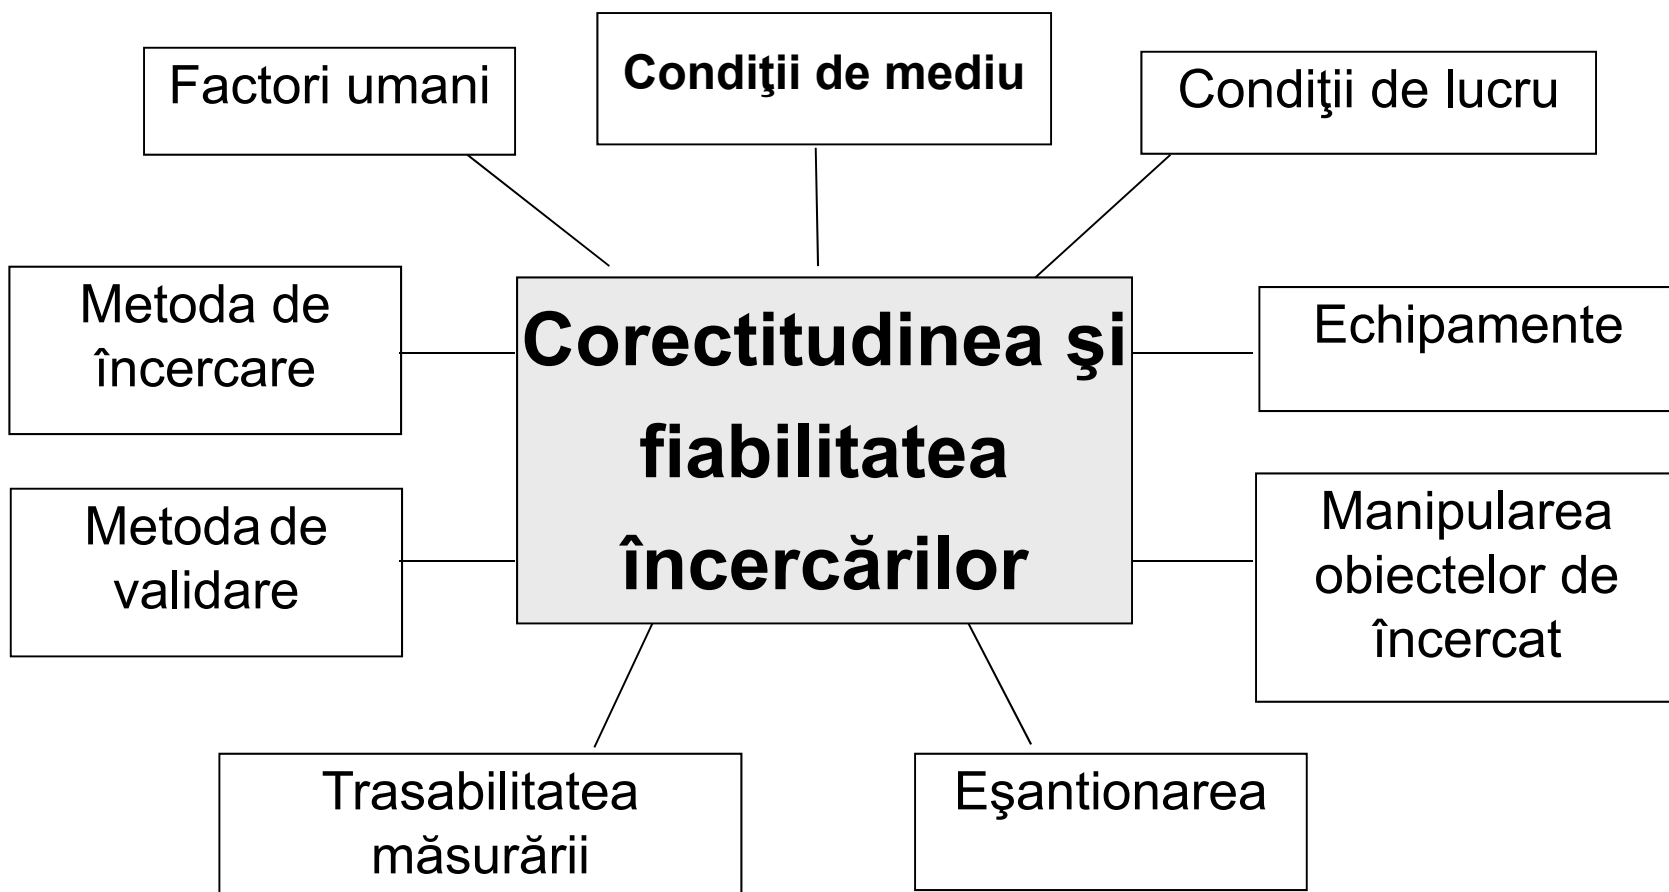 Factori umani
Condiţii de mediu
Condiţii de lucru
Metoda de
încercare
Corectitudinea şi
fiabilitatea
încercărilor
Echipamente
Metoda de
validare
Manipularea
obiectelor de
încercat
Trasabilitatea
măsurării
Eşantionarea